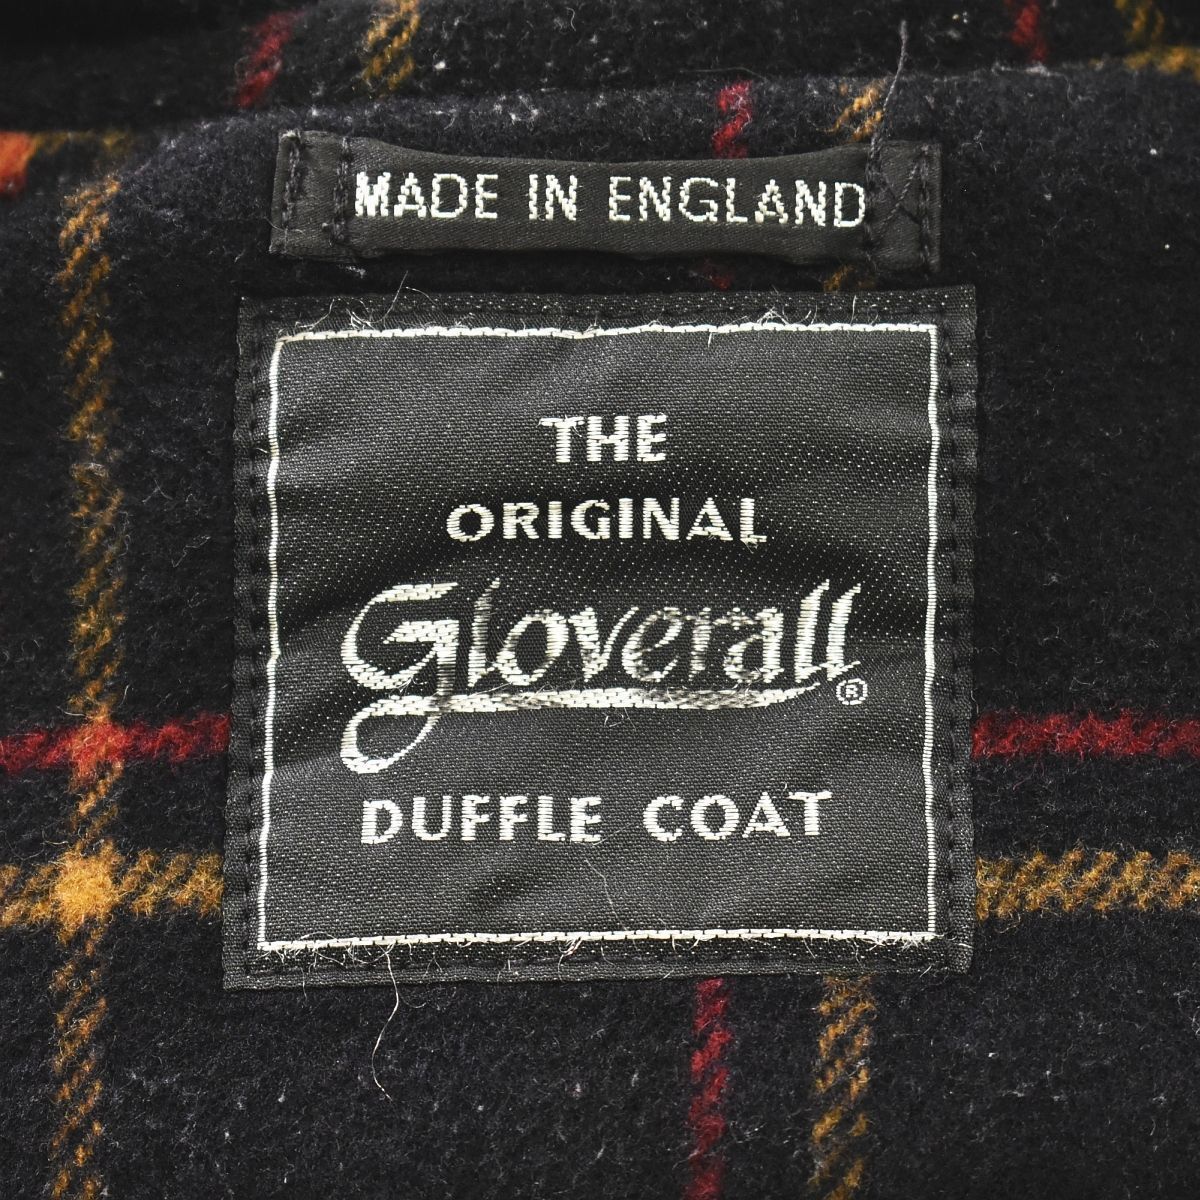 MADE IN ENGLAND
THE
ORIGINAL
Gloverall®
DUFFLE COAT